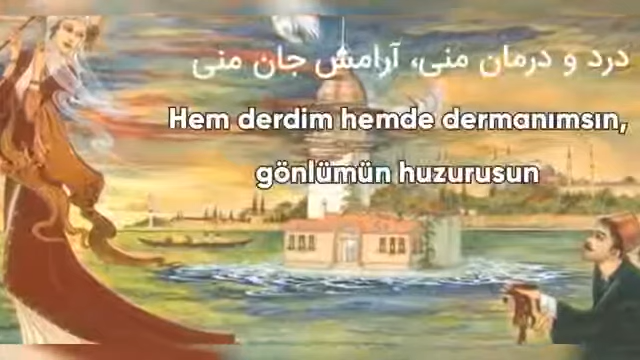 درد و درمان منی، آرامش جان منی
Hem derdim hemde dermanımsın,
gönlümün huzurusun